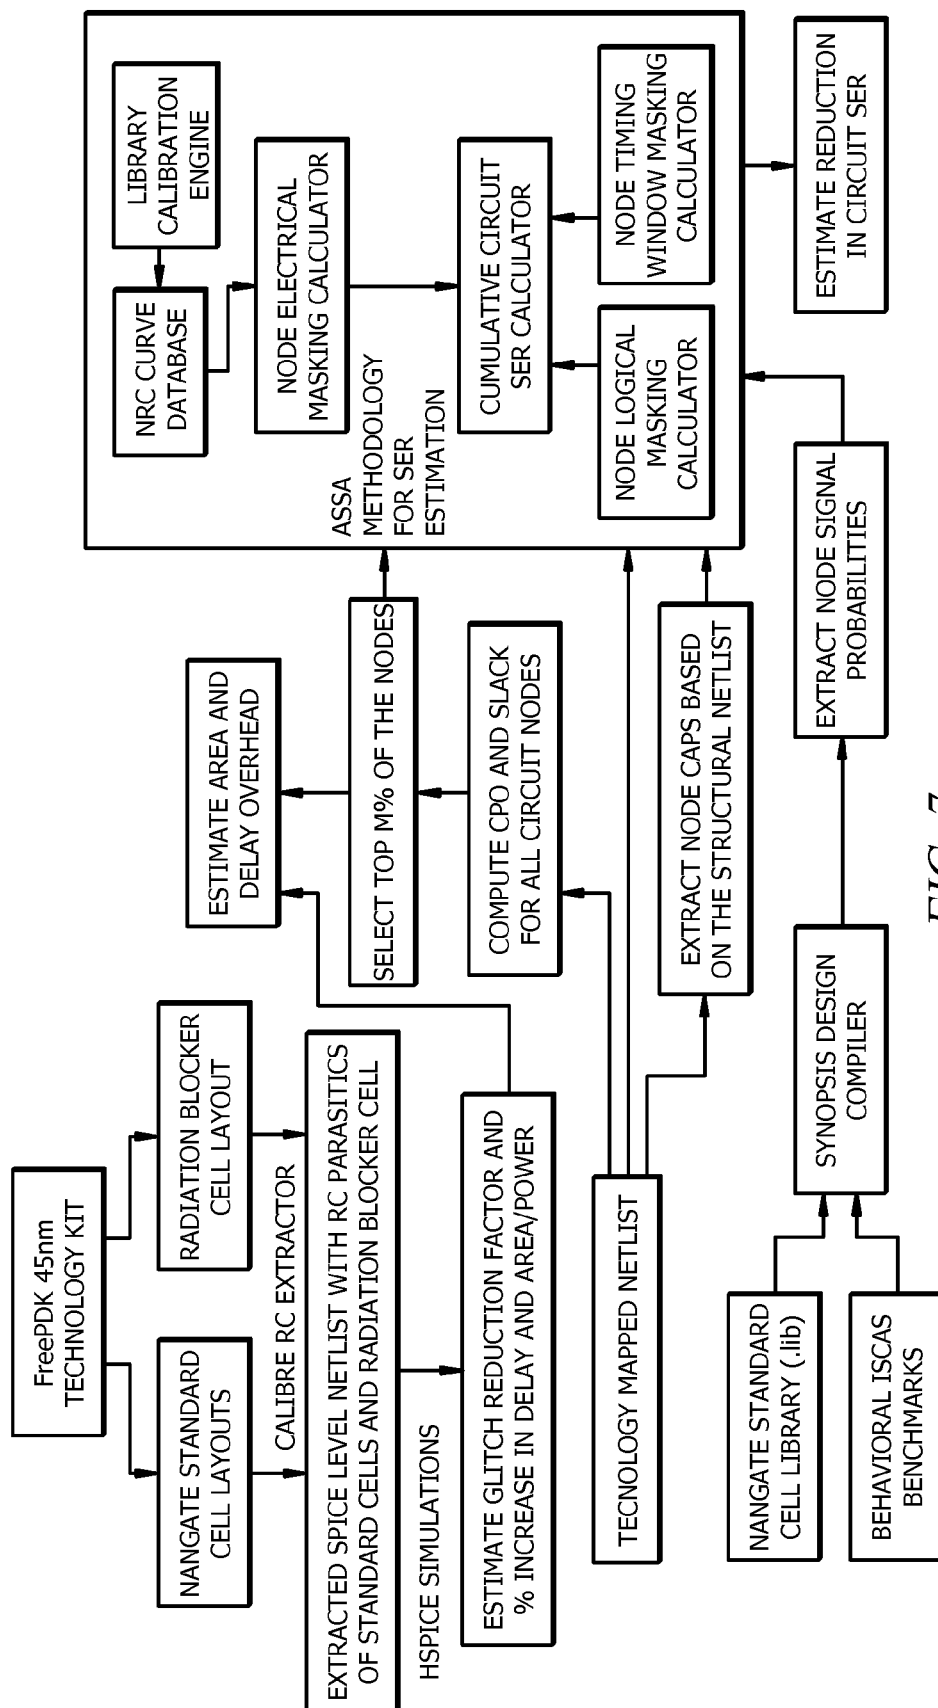 FreePDK 45nm
TECHNOLOGY KIT
NANGATE STANDARD
CELL LAYOUTS
RADIATION BLOCKER
CELL LAYOUT
CALIBRE RC EXTRACTOR
EXTRACTED SPICE LEVEL NETLIST WITH RC PARASITICS
OF STANDARD CELLS AND RADIATION BLOCKER CELL
HSPICE SIMULATIONS
ESTIMATE GLITCH REDUCTION FACTOR AND
% INCREASE IN DELAY AND AREA/POWER
TECNOLOGY MAPPED NETLIST
NANGATE STANDARD
CELL LIBRARY (.lib)
BEHAVIORAL ISCAS
BENCHMARKS
SYNOPSIS DESIGN
COMPILER
ESTIMATE AREA AND
DELAY OVERHEAD
SELECT TOP M% OF THE NODES
COMPUTE CPO AND SLACK
FOR ALL CIRCUIT NODES
EXTRACT NODE CAPS BASED
ON THE STRUCTURAL NETLIST
EXTRACT NODE SIGNAL
PROBABILITIES
LIBRARY
CALIBRATION
ENGINE
NRC CURVE
DATABASE
NODE ELECTRICAL
MASKING CALCULATOR
ASSA
METHODOLOGY
FOR SER
ESTIMATION
CUMULATIVE CIRCUIT
SER CALCULATOR
NODE LOGICAL
MASKING
CALCULATOR
NODE TIMING
WINDOW MASKING
CALCULATOR
ESTIMATE REDUCTION
IN CIRCUIT SER
FIG. 7